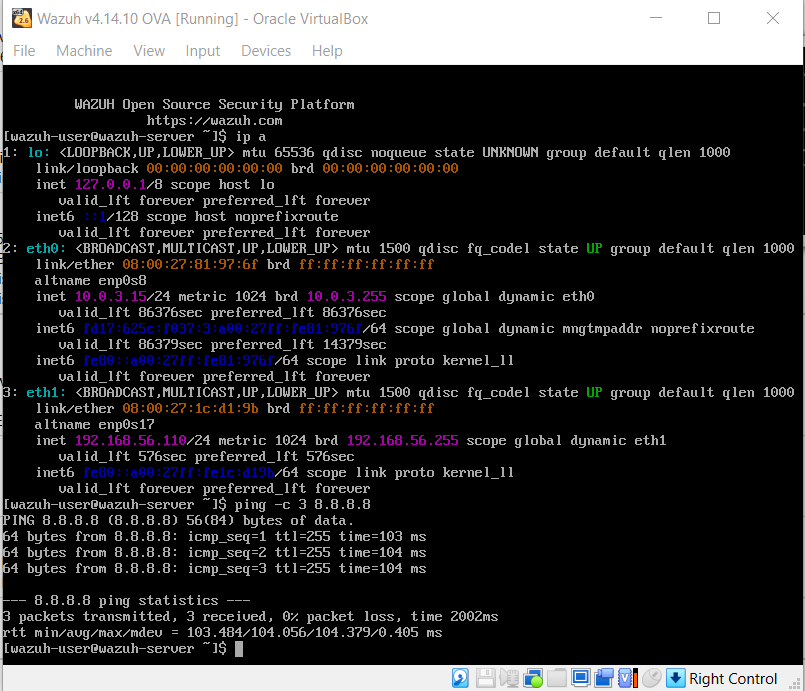 Wazuh v4.14.10 OVA [Running] - Oracle VirtualBox
File Machine View Input Devices Help
WAZUH Open Source Security Platform
https://wazuh.com
[wazuh-user@wazuh-server ~]$ ip a
1: lo: <LOOPBACK,UP,LOWER_UP> mtu 65536 qdisc noqueue state UNKNOWN group default qlen 1000
link/loopback 00:00:00:00:00:00 brd 00:00:00:00:00:00
inet 127.0.0.1/8 scope host lo
valid_lft forever preferred_lft forever
inet6 ::1/128 scope host noprefixroute
valid_lft forever preferred_lft forever
2: eth0: <BROADCAST,MULTICAST,UP,LOWER_UP> mtu 1500 qdisc fq_codel state UP group default qlen 1000
link/ether 08:00:27:81:97:6f brd ff:ff:ff:ff:ff:ff
altname enp0s8
inet 10.0.3.15/24 metric 1024 brd 10.0.3.255 scope global dynamic eth0
valid_lft 86376sec preferred_lft 86376sec
inet6 fd17:625c:f037:3:a00:27ff:fe81:976f/64 scope global dynamic mngtmpaddr noprefixroute
valid_lft 86379sec preferred_lft 14379sec
inet6 fe80::a00:27ff:fe81:976f/64 scope link proto kernel_ll
valid_lft forever preferred_lft forever
3: eth1: <BROADCAST,MULTICAST,UP,LOWER_UP> mtu 1500 qdisc fq_codel state UP group default qlen 1000
link/ether 08:00:27:1c:d1:9b brd ff:ff:ff:ff:ff:ff
altname enp0s17
inet 192.168.56.110/24 metric 1024 brd 192.168.56.255 scope global dynamic eth1
valid_lft 576sec preferred_lft 576sec
inet6 fe80::a00:27ff:fe1c:d19b/64 scope link proto kernel_ll
valid_lft forever preferred_lft forever
[wazuh-user@wazuh-server ~]$ ping -c 3 8.8.8.8
PING 8.8.8.8 (8.8.8.8) 56(84) bytes of data.
64 bytes from 8.8.8.8: icmp_seq=1 ttl=255 time=103 ms
64 bytes from 8.8.8.8: icmp_seq=2 ttl=255 time=104 ms
64 bytes from 8.8.8.8: icmp_seq=3 ttl=255 time=104 ms
--- 8.8.8.8 ping statistics ---
3 packets transmitted, 3 received, 0% packet loss, time 2002ms
rtt min/avg/max/mdev = 103.484/104.056/104.379/0.405 ms
[wazuh-user@wazuh-server ~]$
Right Control